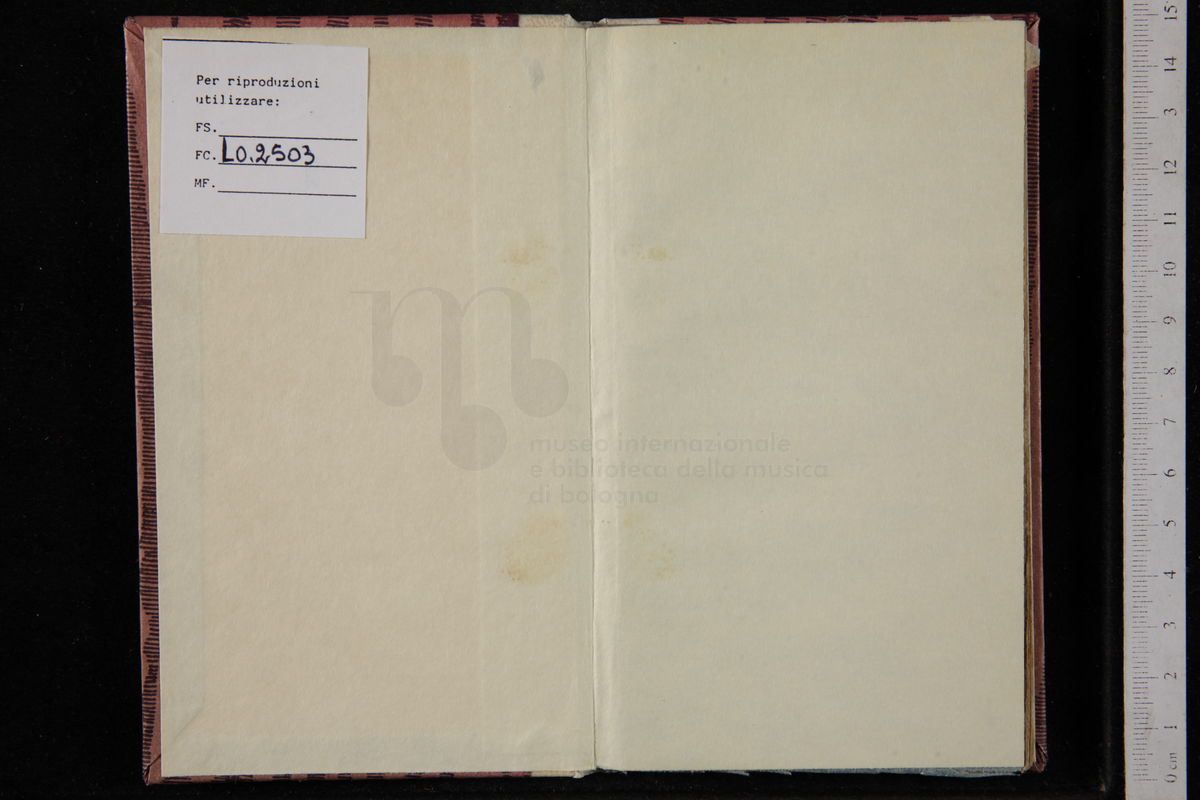 Per riproduzioni
utilizzare:
FS.
FC. LO.2503
MF.
museo internazionale
e biblioteca della musica
di bologna
15
14
3
12
11
10
9
8
7
6
5
4
3
2
1
0 cm